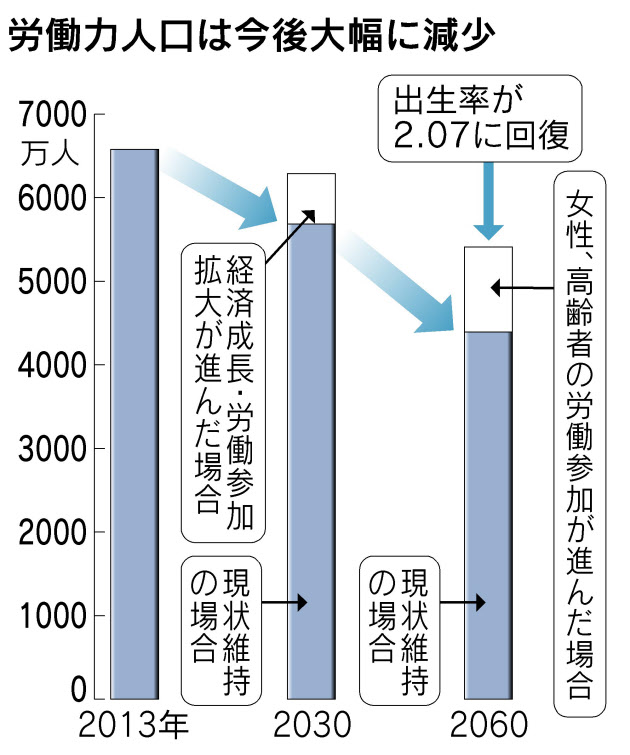 労働力人口は今後大幅に減少
7000
万人
6000
5000
4000
3000
2000
1000
0
出生率が
2.07に回復
経済成長・労働参加
拡大が進んだ場合
女性、高齢者の労働参加が進んだ場合
現状維持
の場合
現状維持
の場合
2013年
2030
2060